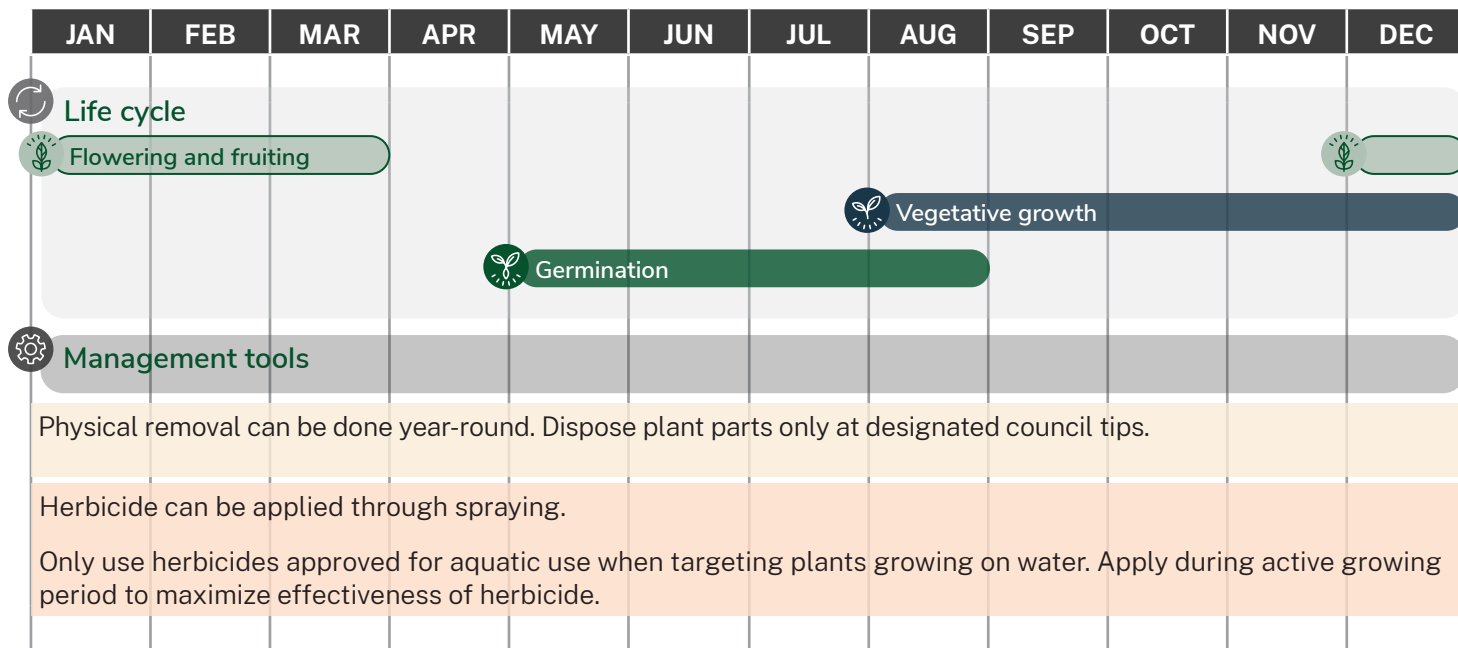 JAN FEB MAR APR MAY JUN JUL AUG SEP OCT NOV DEC
Life cycle
Flowering and fruiting
Vegetative growth
Germination
Management tools
Physical removal can be done year-round. Dispose plant parts only at designated council tips.
Herbicide can be applied through spraying.
Only use herbicides approved for aquatic use when targeting plants growing on water. Apply during active growing
period to maximize effectiveness of herbicide.